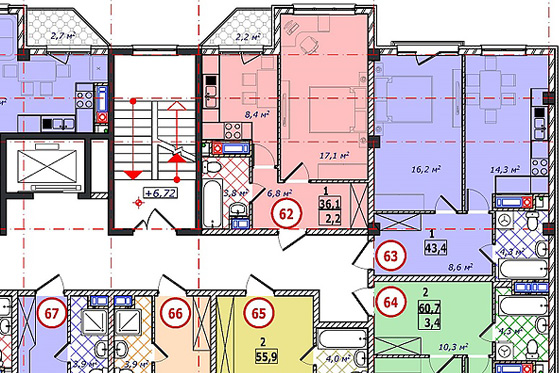 2,7 м²
2,2 м²
8,4 м²
17,1 м²
16,2 м²
14,3 м²
+6,72
3,8 м²
6,8 м²
62
1
36,1
2,2
63
1
43,4
8,6 м²
4,3 м²
64
2
60,7
3,4
10,3 м²
4,3 м²
67
66
65
2
55,9
3,9 м²
3,9 м²
4,0 м²